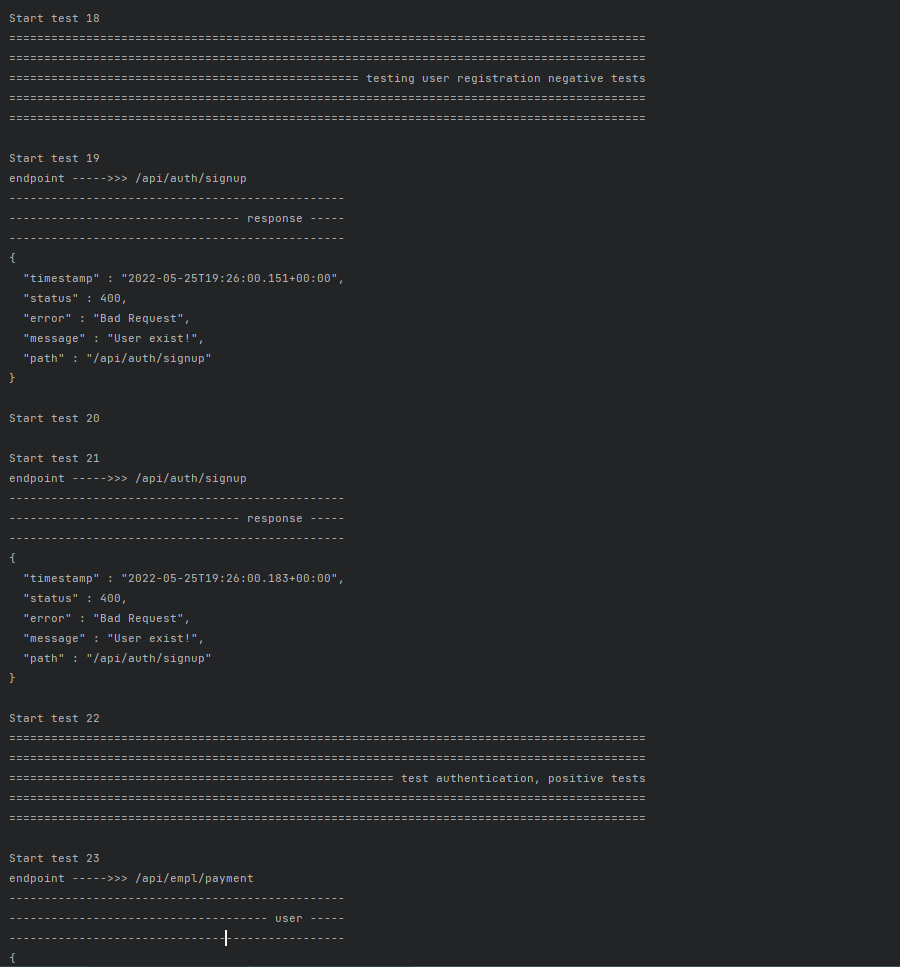 Start test 18
===========================================================================================
===========================================================================================
================================================== testing user registration negative tests
===========================================================================================
===========================================================================================
Start test 19
endpoint ----->>> /api/auth/signup
------------------------------------------------
--------------------------------- response -----
------------------------------------------------
{
  "timestamp" : "2022-05-25T19:26:00.151+00:00",
  "status" : 400,
  "error" : "Bad Request",
  "message" : "User exist!",
  "path" : "/api/auth/signup"
}
Start test 20
Start test 21
endpoint ----->>> /api/auth/signup
------------------------------------------------
--------------------------------- response -----
------------------------------------------------
{
  "timestamp" : "2022-05-25T19:26:00.183+00:00",
  "status" : 400,
  "error" : "Bad Request",
  "message" : "User exist!",
  "path" : "/api/auth/signup"
}
Start test 22
===========================================================================================
===========================================================================================
======================================================= test authentication, positive tests
===========================================================================================
===========================================================================================
Start test 23
endpoint ----->>> /api/empl/payment
------------------------------------------------
------------------------------------- user -----
------------------------------------------------
{